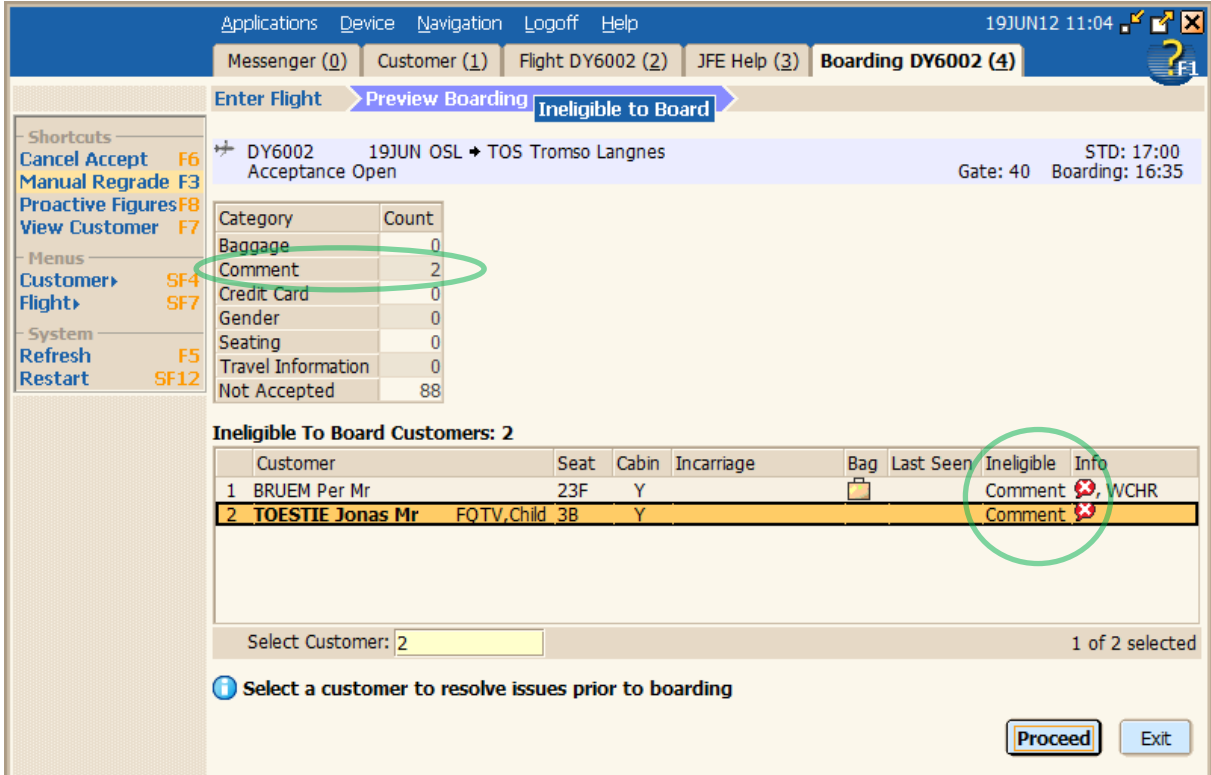 Applications Device Navigation Logoff Help 19JUN12 11:04
Messenger (0) Customer (1) Flight DY6002 (2) JFE Help (3) Boarding DY6002 (4) ? F1
Enter Flight Preview Boarding Ineligible to Board
Shortcuts
Cancel Accept F6
Manual Regrade F3
Proactive Figures F8
View Customer F7
Menus
Customer SF4
Flight SF7
System
Refresh F5
Restart SF12
DY6002 19JUN OSL → TOS Tromso Langnes STD: 17:00
Acceptance Open Gate: 40 Boarding: 16:35
Category Count
Baggage 0
Comment 2
Credit Card 0
Gender 0
Seating 0
Travel Information 0
Not Accepted 88
Ineligible To Board Customers: 2
Customer Seat Cabin Incarriage Bag Last Seen Ineligible Info
1 BRUEM Per Mr 23F Y Comment , WCHR
2 TOESTIE Jonas Mr FQTV,Child 3B Y Comment
Select Customer: 2 1 of 2 selected
i Select a customer to resolve issues prior to boarding
Proceed Exit